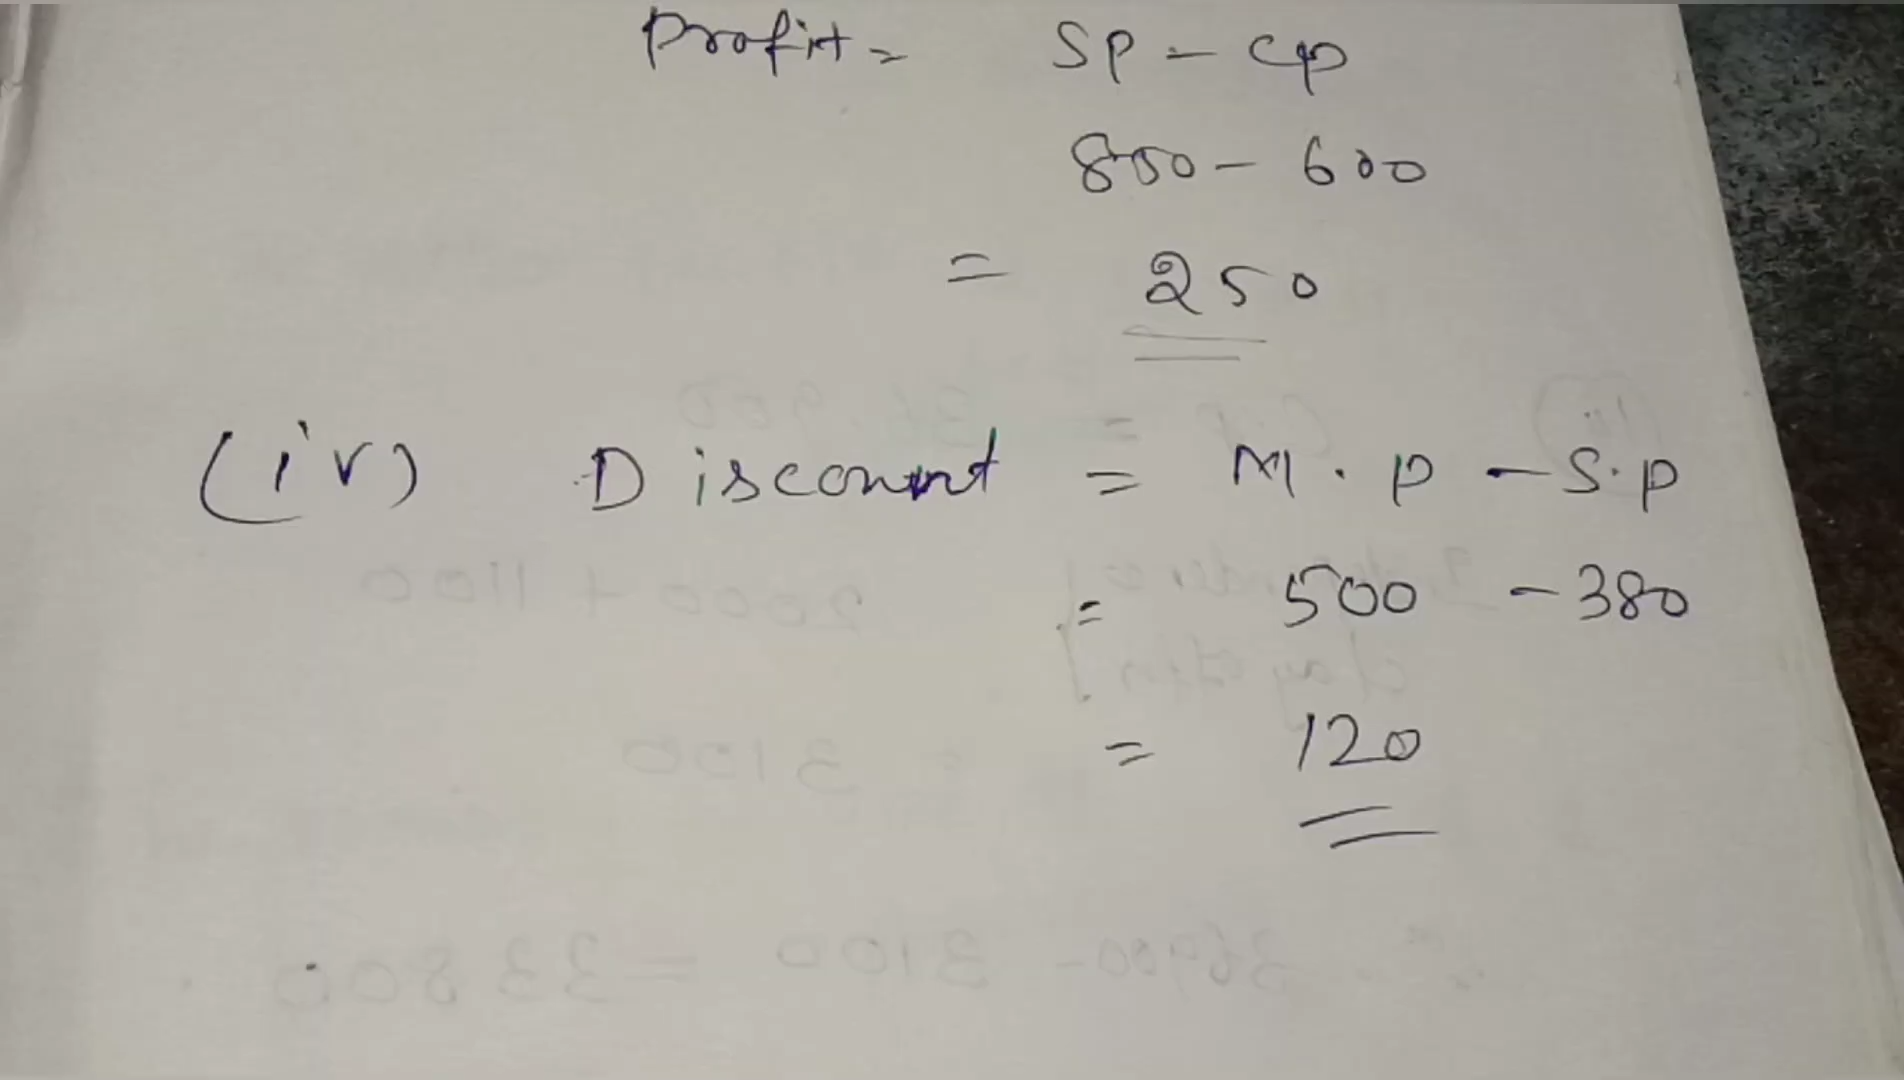 Profit = SP - CP
850 - 600
= 250
(iv) Discount = M.P - S.P
= 500 - 380
= 120